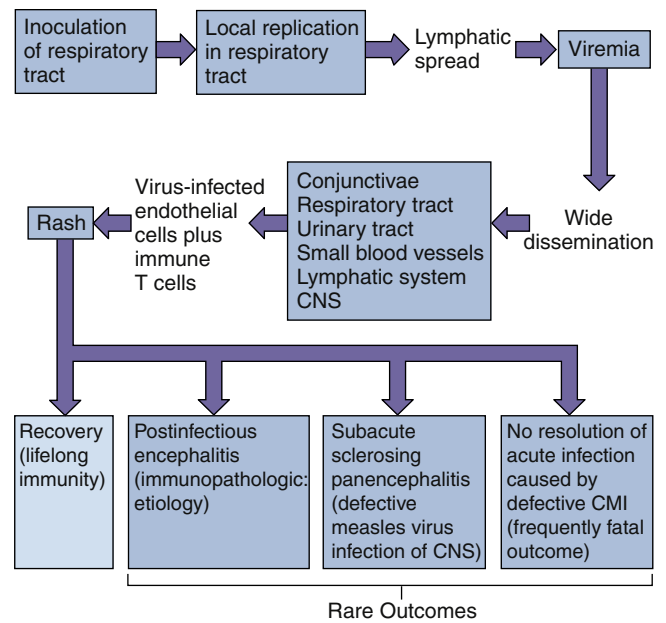 Inoculation
of respiratory
tract
Local replication
in respiratory
tract
Lymphatic
spread
Viremia
Wide
dissemination
Conjunctivae
Respiratory tract
Urinary tract
Small blood vessels
Lymphatic system
CNS
Virus-infected
endothelial
cells plus
immune
T cells
Rash
Recovery
(lifelong
immunity)
Postinfectious
encephalitis
(immunopathologic:
etiology)
Subacute
sclerosing
panencephalitis
(defective
measles virus
infection of CNS)
No resolution of
acute infection
caused by
defective CMI
(frequently fatal
outcome)
Rare Outcomes